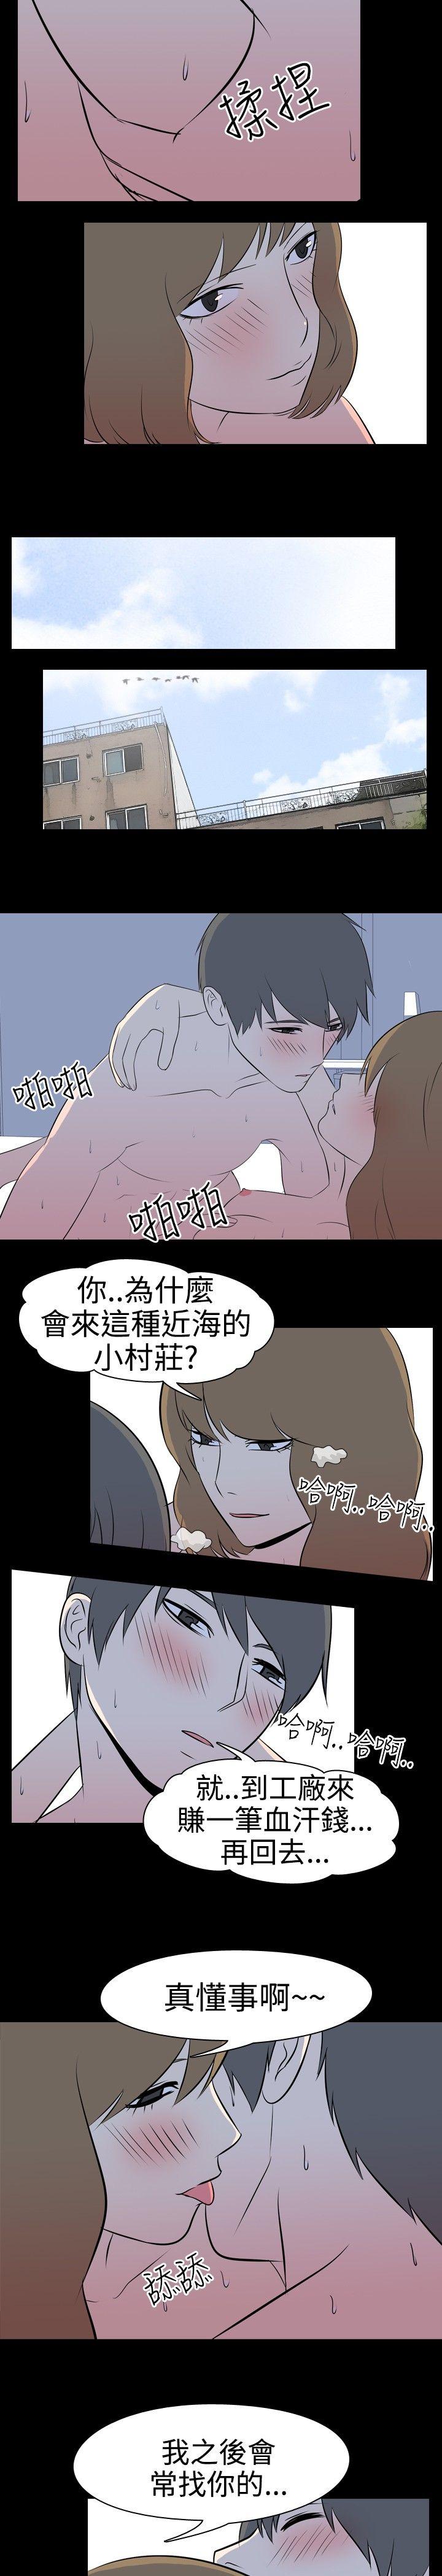 揉捏
啪啪
啪啪
你..為什麼
會來這種近海的
小村莊?
哈啊..哈啊..
哈啊..哈啊..
就..到工廠來
賺一筆血汗錢...
再回去...
真懂事啊~~
舔舔
我之後會
常找你的...